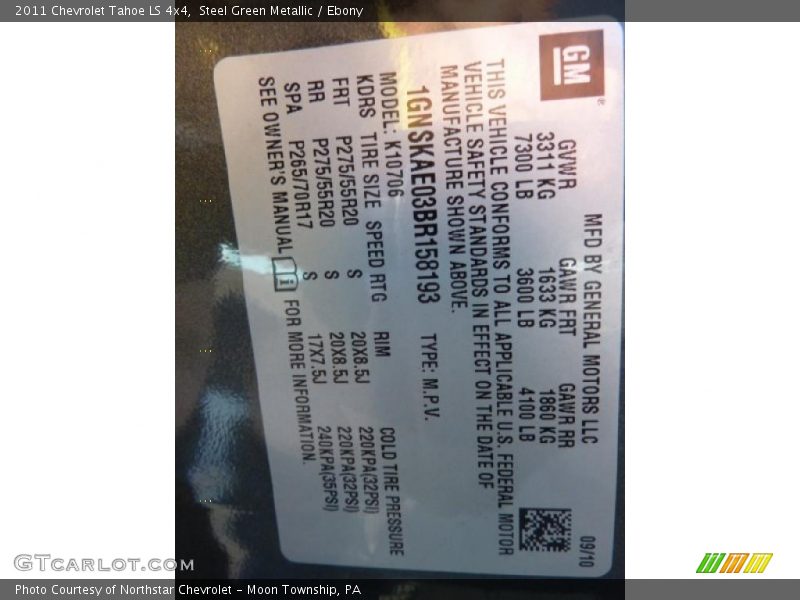 2011 Chevrolet Tahoe LS 4x4,  Steel Green Metallic / Ebony
GM
®
MFD BY GENERAL MOTORS LLC 09/10
GVWR GAWR FRT GAWR RR
3311 KG 1633 KG 1860 KG
7300 LB 3600 LB 4100 LB
THIS VEHICLE CONFORMS TO ALL APPLICABLE U.S. FEDERAL MOTOR
VEHICLE SAFETY STANDARDS IN EFFECT ON THE DATE OF
MANUFACTURE SHOWN ABOVE.
1GNSKAE03BR158193 TYPE: M.P.V.
MODEL: K10706
KDRS TIRE SIZE SPEED RTG RIM COLD TIRE PRESSURE
FRT P275/55R20 S 20X8.5J 220KPA(32PSI)
RR P275/55R20 S 20X8.5J 220KPA(32PSI)
SPA P265/70R17 S 17X7.5J 240KPA(35PSI)
SEE OWNER'S MANUAL i FOR MORE INFORMATION.
GTcarlot.com
Photo Courtesy of Northstar Chevrolet - Moon Township, PA